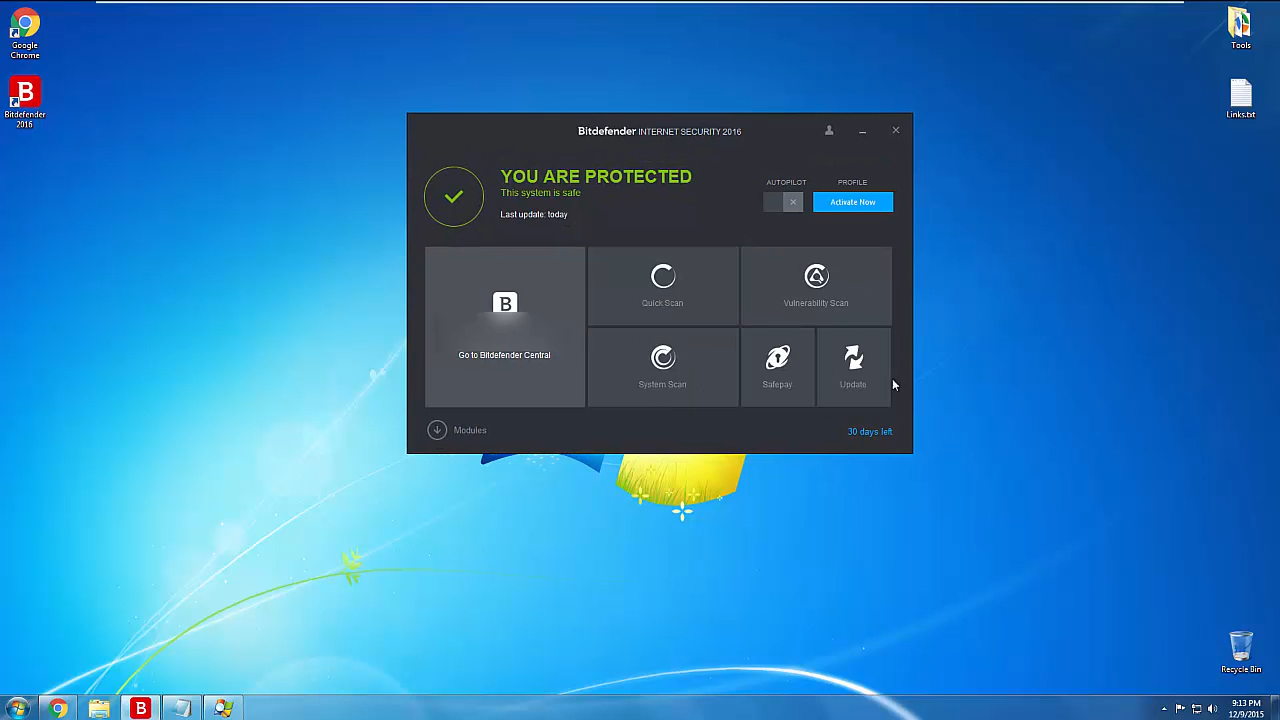 Google
Chrome
Bitdefender
2016
Tools
Links.txt
Bitdefender INTERNET SECURITY 2016
YOU ARE PROTECTED
This system is safe
Last update: today
AUTOPILOT
PROFILE
Activate Now
B
Go to Bitdefender Central
Quick Scan
Vulnerability Scan
System Scan
Safepay
Update
Modules
30 days left
Recycle Bin
B
9:13 PM
12/9/2015